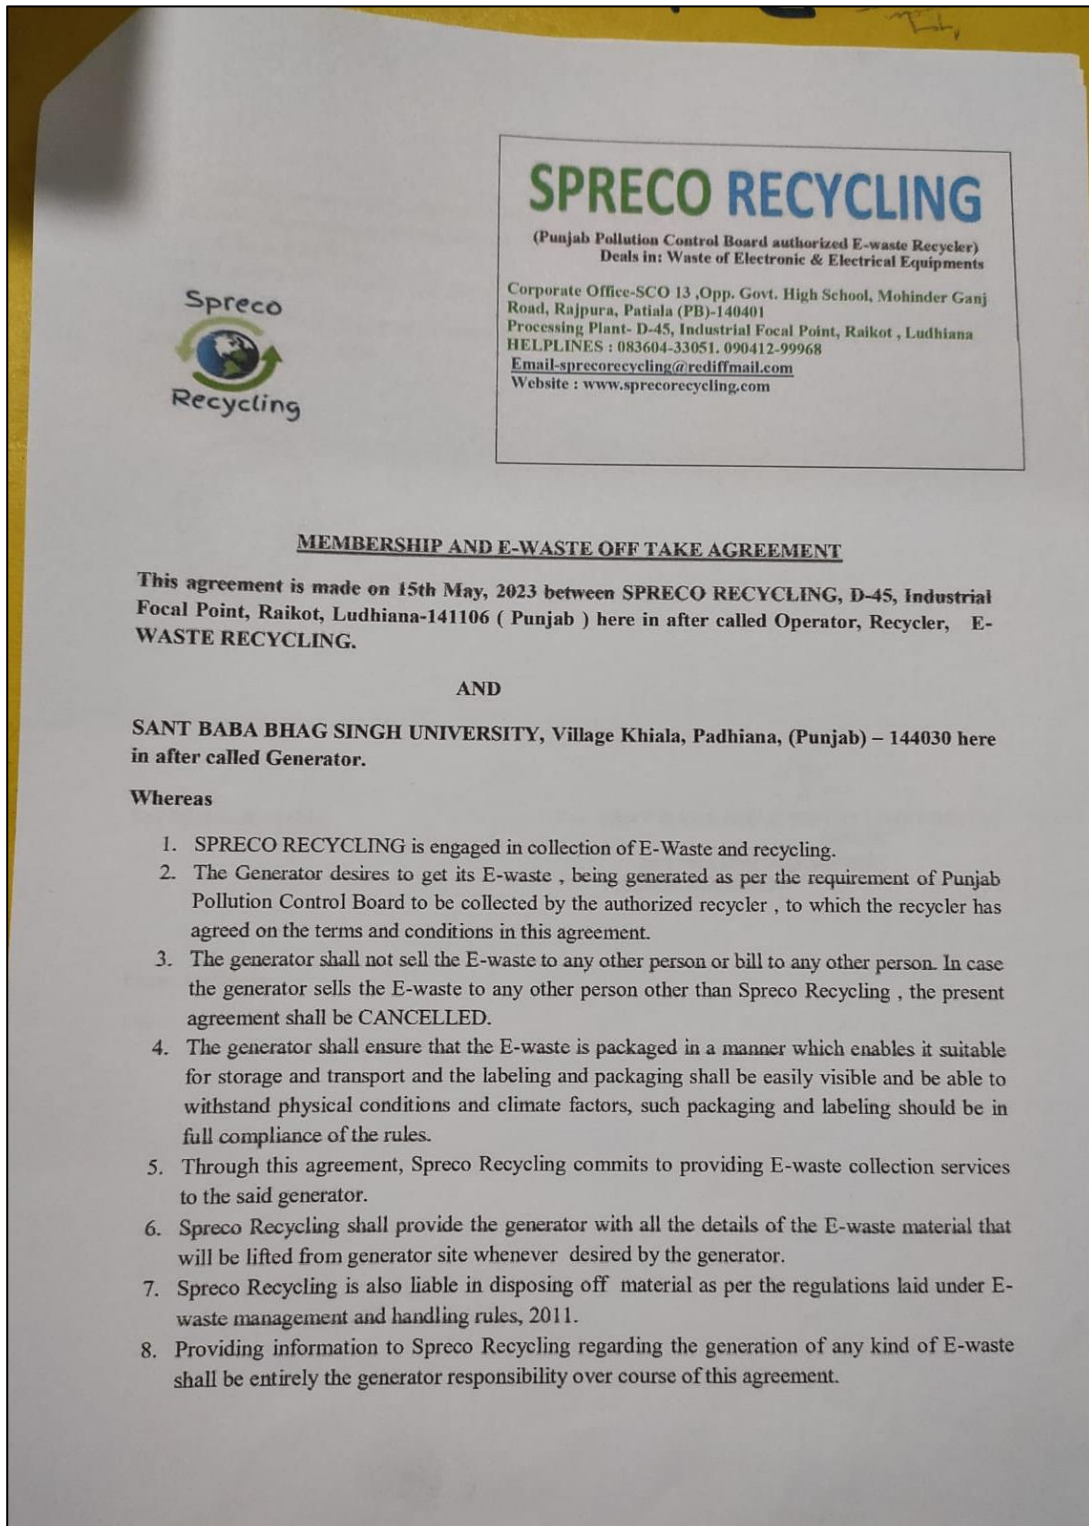 Spreco
Recycling
SPRECO RECYCLING
(Punjab Pollution Control Board authorized E-waste Recycler)
Deals in: Waste of Electronic & Electrical Equipments
Corporate Office-SCO 13 ,Opp. Govt. High School, Mohinder Ganj
Road, Rajpura, Patiala (PB)-140401
Processing Plant- D-45, Industrial Focal Point, Raikot , Ludhiana
HELPLINES : 083604-33051. 090412-99968
Email-sprecorecycling@rediffmail.com
Website : www.sprecorecycling.com
MEMBERSHIP AND E-WASTE OFF TAKE AGREEMENT
This agreement is made on 15th May, 2023 between SPRECO RECYCLING, D-45, Industrial
Focal Point, Raikot, Ludhiana-141106 ( Punjab ) here in after called Operator, Recycler, E-
WASTE RECYCLING.
AND
SANT BABA BHAG SINGH UNIVERSITY, Village Khiala, Padhiana, (Punjab) – 144030 here
in after called Generator.
Whereas
1. SPRECO RECYCLING is engaged in collection of E-Waste and recycling.
2. The Generator desires to get its E-waste , being generated as per the requirement of Punjab
Pollution Control Board to be collected by the authorized recycler , to which the recycler has
agreed on the terms and conditions in this agreement.
3. The generator shall not sell the E-waste to any other person or bill to any other person. In case
the generator sells the E-waste to any other person other than Spreco Recycling , the present
agreement shall be CANCELLED.
4. The generator shall ensure that the E-waste is packaged in a manner which enables it suitable
for storage and transport and the labeling and packaging shall be easily visible and be able to
withstand physical conditions and climate factors, such packaging and labeling should be in
full compliance of the rules.
5. Through this agreement, Spreco Recycling commits to providing E-waste collection services
to the said generator.
6. Spreco Recycling shall provide the generator with all the details of the E-waste material that
will be lifted from generator site whenever desired by the generator.
7. Spreco Recycling is also liable in disposing off material as per the regulations laid under E-
waste management and handling rules, 2011.
8. Providing information to Spreco Recycling regarding the generation of any kind of E-waste
shall be entirely the generator responsibility over course of this agreement.